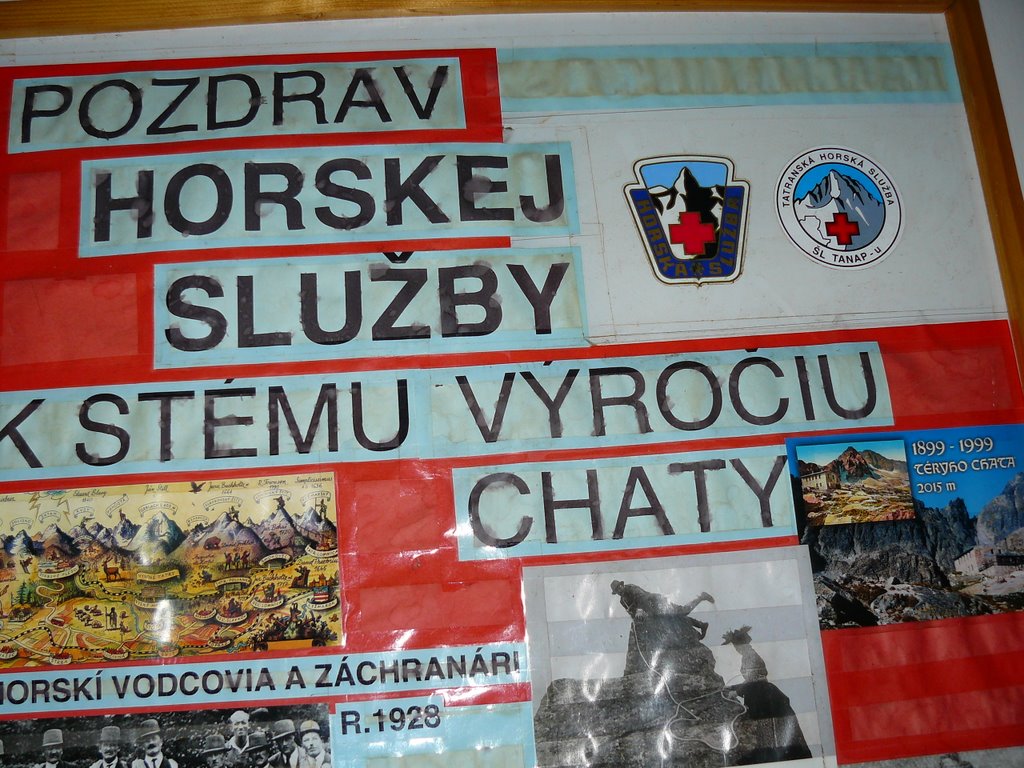 POZDRAV
HORSKEJ
SLUŽBY
HORSKÁ SLUŽBA
TATRANSKÁ HORSKÁ SLUŽBA
ŠL TANAP-u
K STÉMU VÝROČIU
CHATY
1899 - 1999
TÉRYHO CHATA
2015 m
HORSKÍ VODCOVIA A ZÁCHRANÁRI
R.1928